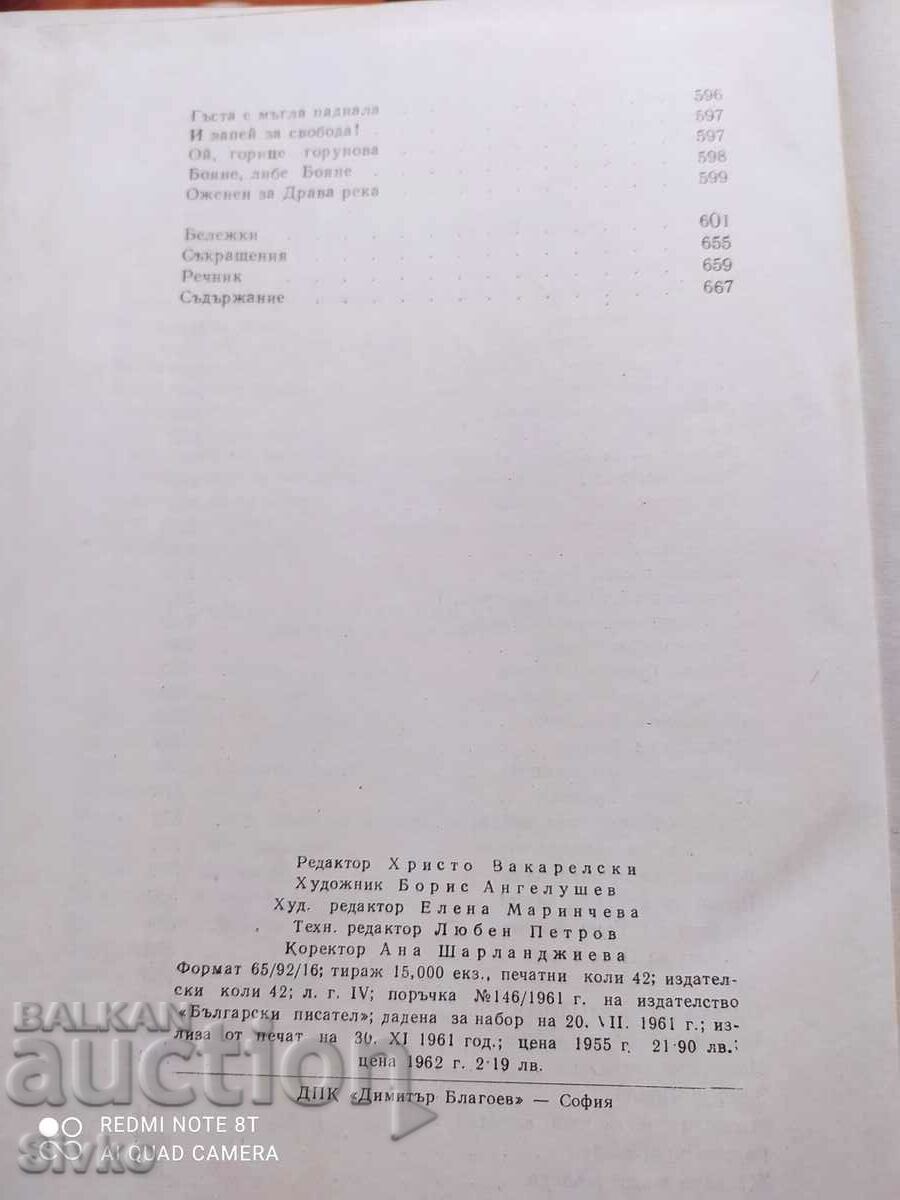 Гъста е мъгла паднала 596
И запей за свобода! 597
Ой, горице горунова 597
Бояне, либе Бояне 598
Оженен за Драва река 599
Бележки 601
Съкращения 655
Речник 659
Съдържание 667
Редактор Христо Вакарелски
Художник Борис Ангелушев
Худ. редактор Елена Маринчева
Техн. редактор Любен Петров
Коректор Ана Шарланджиева
Формат 65/92/16; тираж 15,000 екз., печатни коли 42; издател-
ски коли 42; л. г. IV; поръчка №146/1961 г. на издателство
«Български писател»; дадена за набор на 20. VII. 1961 г.; из-
лиза от печат на 30. XI 1961 год.; цена 1955 г. 21·90 лв.;
цена 1962 г. 2·19 лв.
ДПК «Димитър Благоев» — София
BALKAN
auction
REDMI NOTE 8T
AI QUAD CAMERA
Sivko